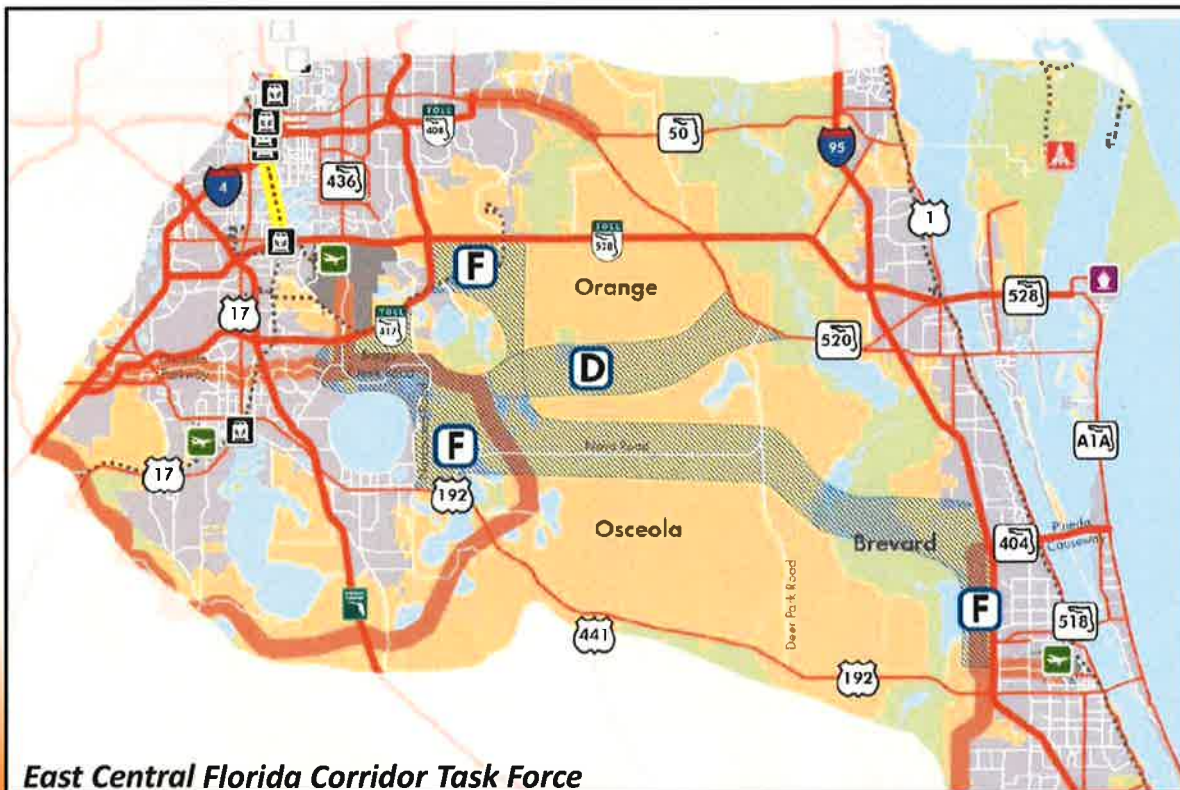 TOLL
408
50
95
4
436
1
TOLL
528
F
Orange
528
17
TOLL
417
520
D
A1A
F
Nova Road
17
192
Osceola
Brevard
404
Pineda
Causeway
Deer Park Road
F
518
441
192
East Central Florida Corridor Task Force